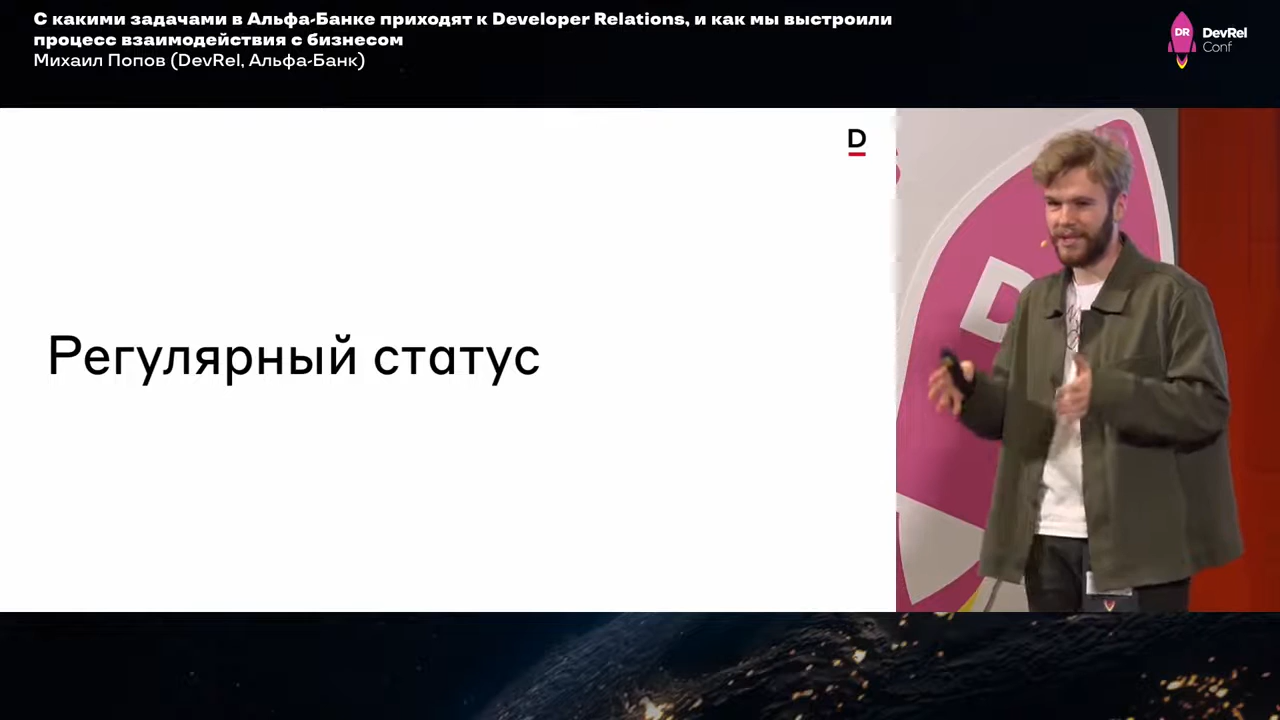 С какими задачами в Альфа-Банке приходят к Developer Relations, и как мы выстроили
процесс взаимодействия с бизнесом
Михаил Попов (DevRel, Альфа-Банк)
DR
DevRel
Conf
D
Регулярный статус
D